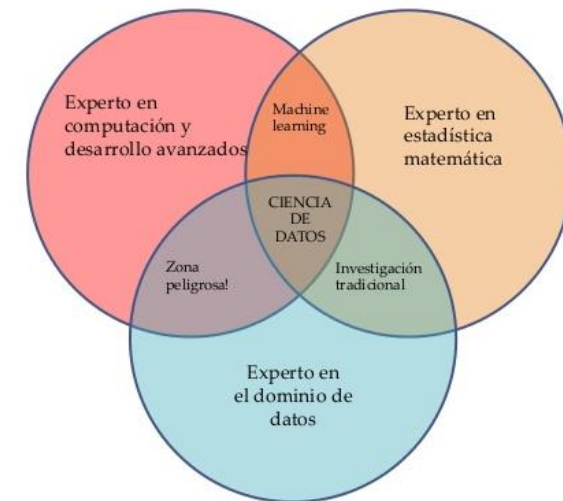 Experto en
computación y
desarrollo avanzados
Machine
learning
Experto en
estadística
matemática
CIENCIA
DE
DATOS
Zona
peligrosa!
Investigación
tradicional
Experto en
el dominio de
datos